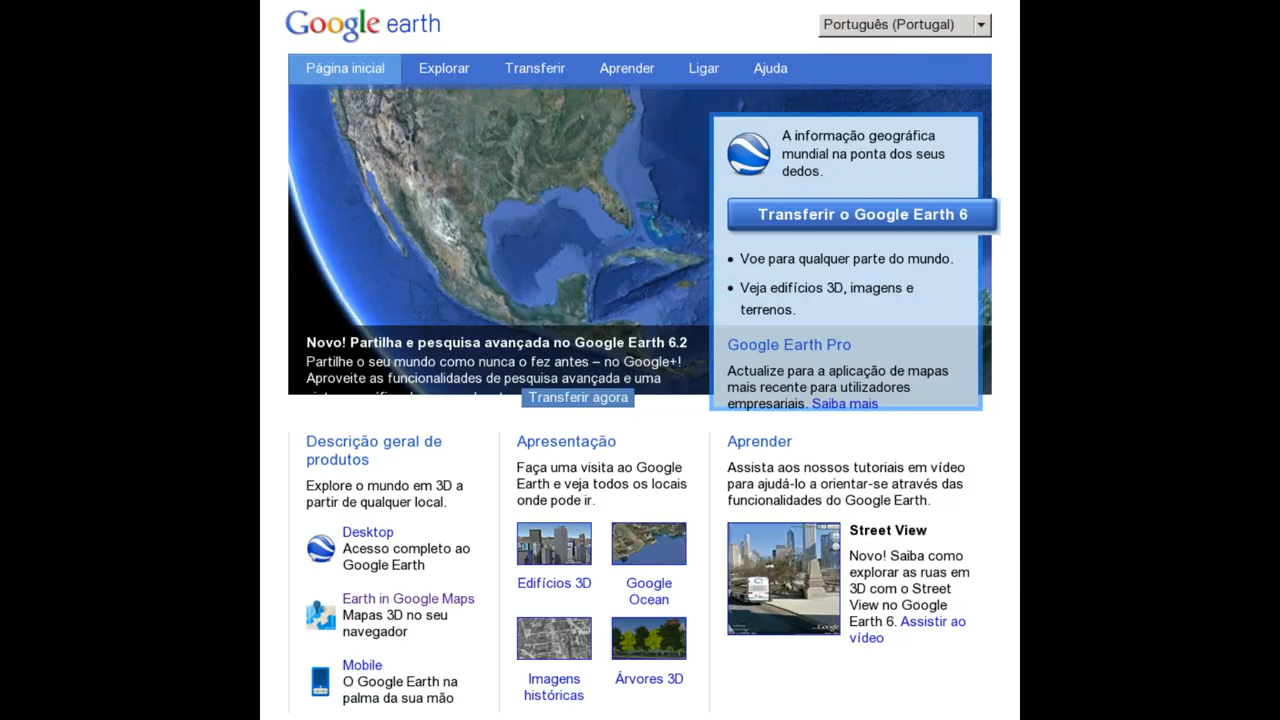 Google earth
Português (Portugal)
Página inicial
Explorar
Transferir
Aprender
Ligar
Ajuda
A informação geográfica
mundial na ponta dos seus
dedos.
Transferir o Google Earth 6
• Voe para qualquer parte do mundo.
• Veja edifícios 3D, imagens e
terrenos.
Google Earth Pro
Actualize para a aplicação de mapas
mais recente para utilizadores
empresariais. Saiba mais
Novo! Partilha e pesquisa avançada no Google Earth 6.2
Partilhe o seu mundo como nunca o fez antes – no Google+!
Aproveite as funcionalidades de pesquisa avançada e uma
Transferir agora
Descrição geral de
produtos
Explore o mundo em 3D a
partir de qualquer local.
Desktop
Acesso completo ao
Google Earth
Earth in Google Maps
Mapas 3D no seu
navegador
Mobile
O Google Earth na
palma da sua mão
Apresentação
Faça uma visita ao Google
Earth e veja todos os locais
onde pode ir.
Edifícios 3D
Google
Ocean
Imagens
históricas
Árvores 3D
Aprender
Assista aos nossos tutoriais em vídeo
para ajudá-lo a orientar-se através das
funcionalidades do Google Earth.
Street View
Novo! Saiba como
explorar as ruas em
3D com o Street
View no Google
Earth 6. Assistir ao
vídeo